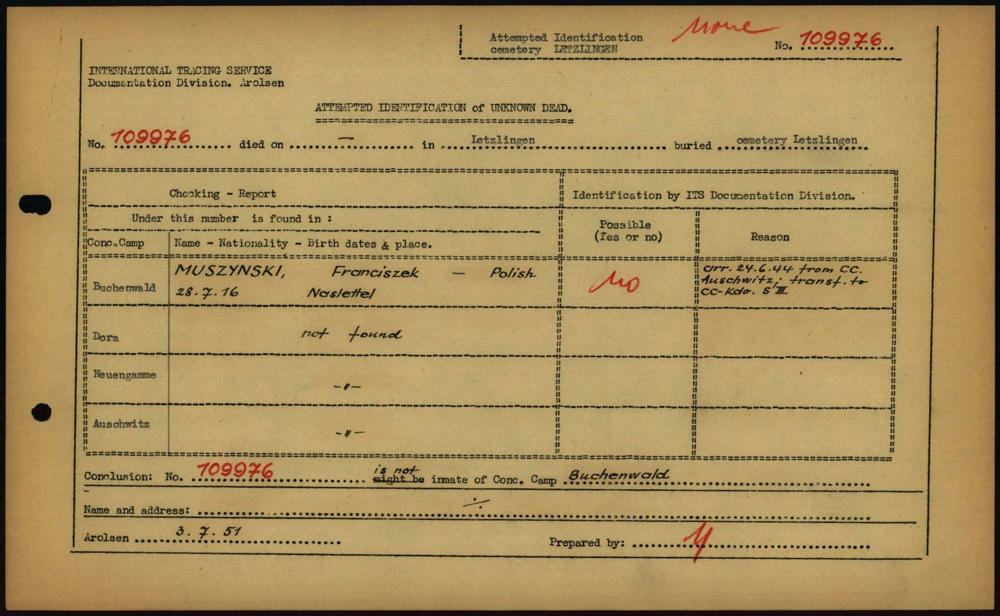 Attempted Identification None
cemetery LETZLINGEN No. 109976
INTERNATIONAL TRACING SERVICE
Documentation Division. Arolsen
ATTEMPTED IDENTIFICATION of UNKNOWN DEAD.
No. 109976 died on — in Letzlingen buried cemetery Letzlingen
Checking - Report Identification by ITS Documentation Division.
Under this number is found in : Possible
(Yes or no) Reason
Conc.Camp Name - Nationality - Birth dates & place.
Buchenwald MUSZYNSKI, Franciszek — Polish
28.7.16 Naslettel No arr. 24.6.44 from CC.
Auschwitz; transf. to
CC-Kdo. S III
Dora not found
Neuengamme -"-
Auschwitz -"-
Conclusion: No. 109976 might be is not inmate of Conc. Camp Buchenwald
Name and address: ÷
Arolsen 3.7.51 Prepared by: